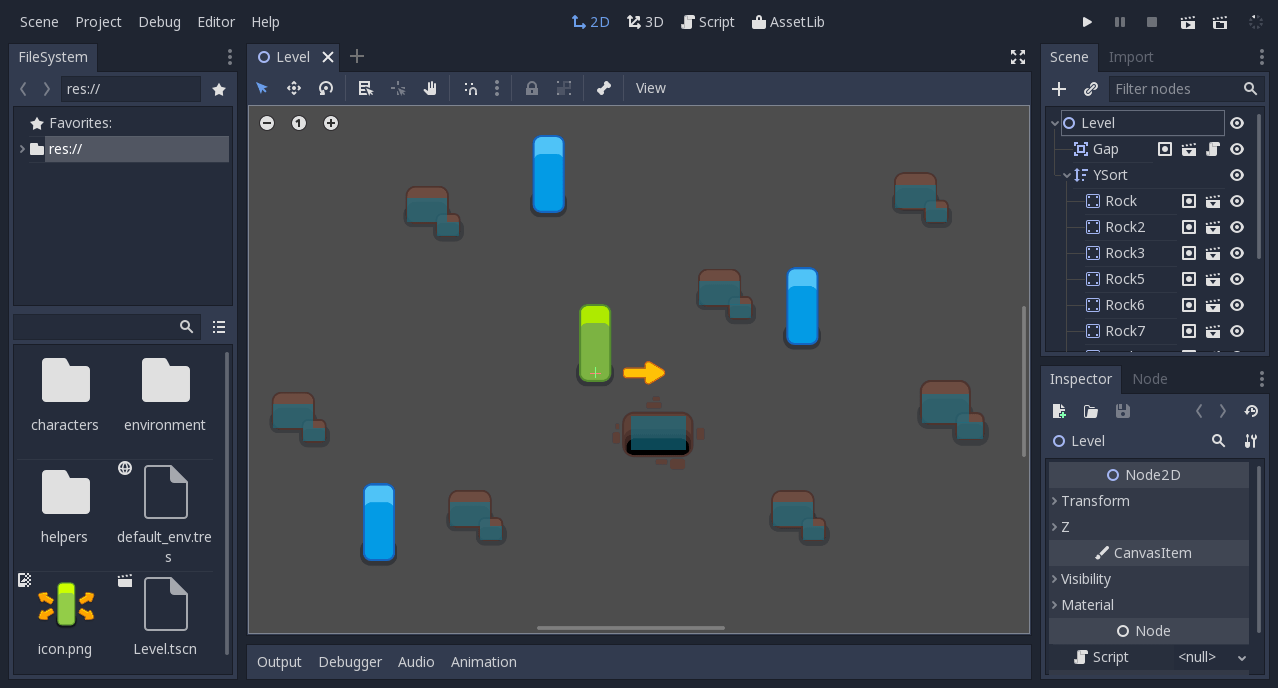 Scene Project Debug Editor Help
2D 3D Script AssetLib
FileSystem
res://
Favorites:
res://
characters environment
helpers default_env.tre
s
icon.png Level.tscn
Level
View
1
Output Debugger Audio Animation
Scene Import
Filter nodes
Level
Gap
YSort
Rock
Rock2
Rock3
Rock5
Rock6
Rock7
Inspector Node
Level
Node2D
Transform
Z
CanvasItem
Visibility
Material
Node
Script <null>